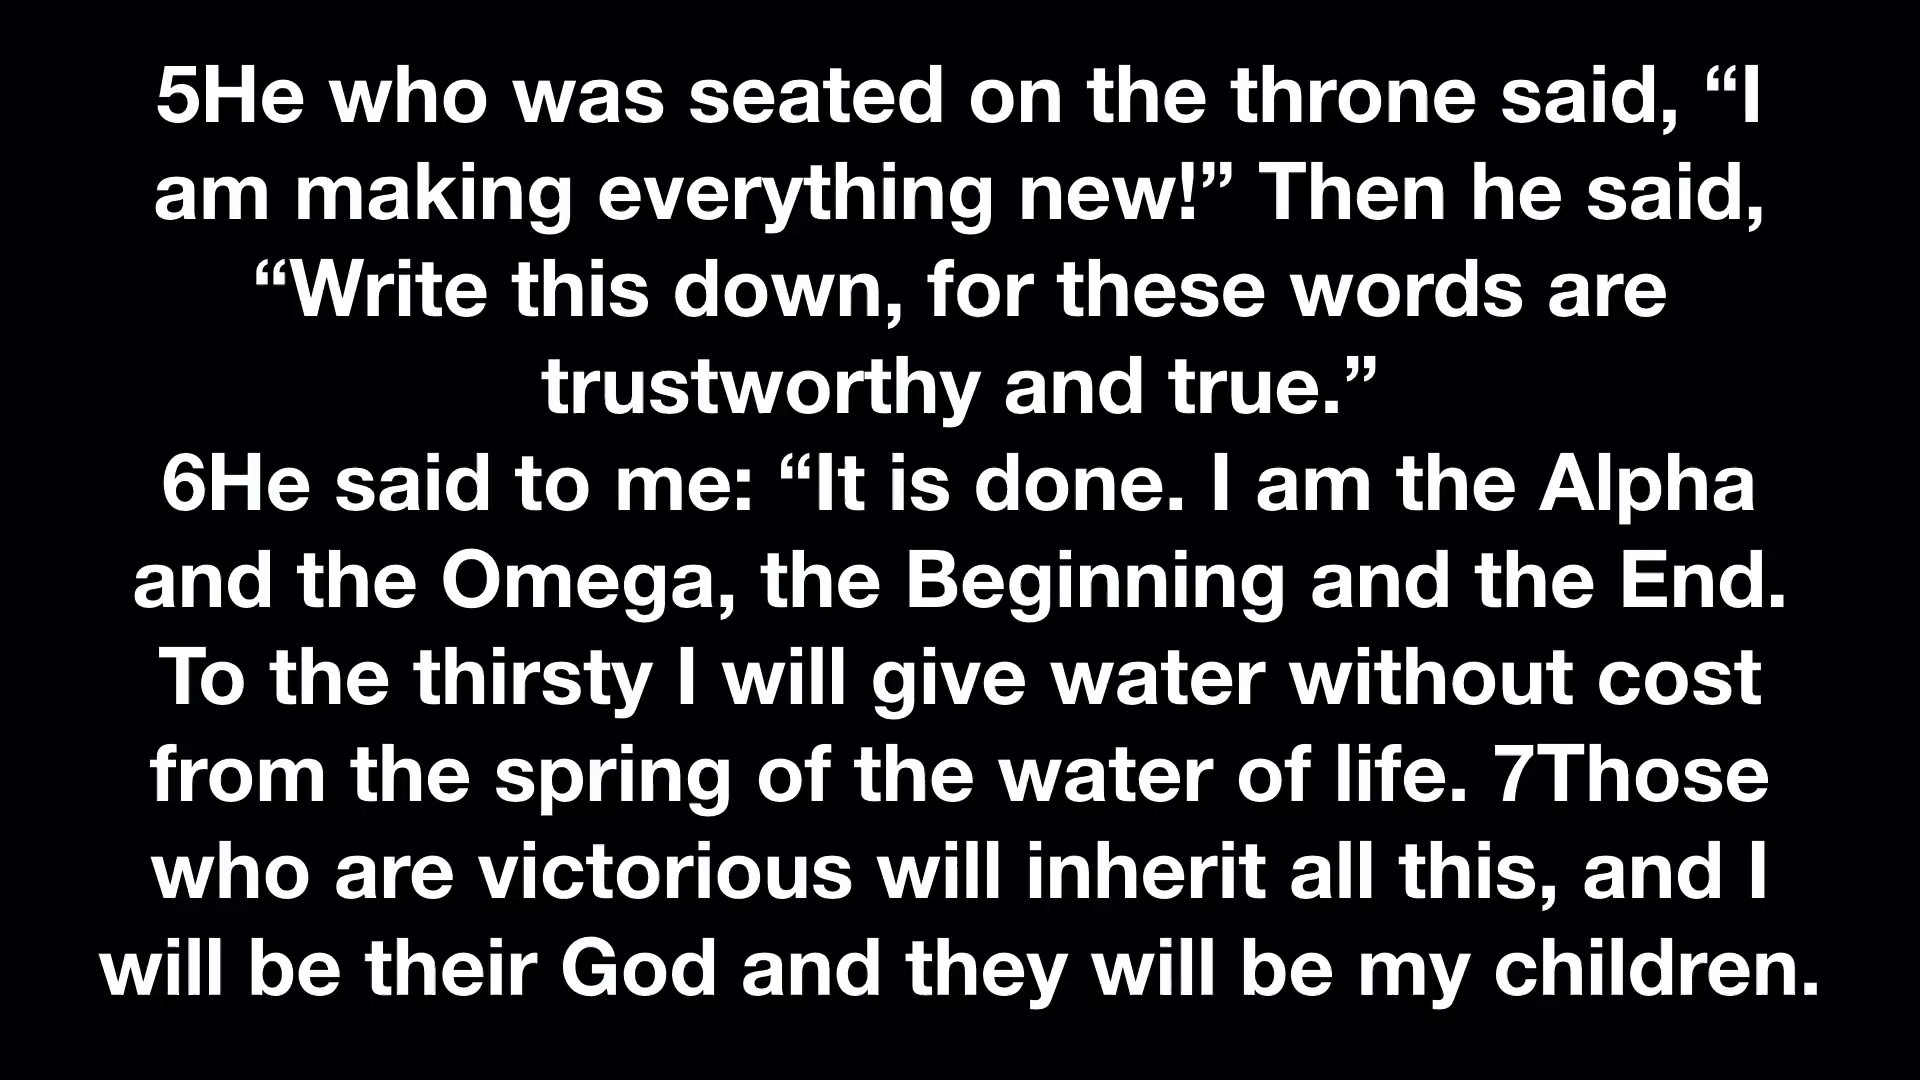 5He who was seated on the throne said, “I
am making everything new!” Then he said,
“Write this down, for these words are
trustworthy and true.”
6He said to me: “It is done. I am the Alpha
and the Omega, the Beginning and the End.
To the thirsty I will give water without cost
from the spring of the water of life. 7Those
who are victorious will inherit all this, and I
will be their God and they will be my children.